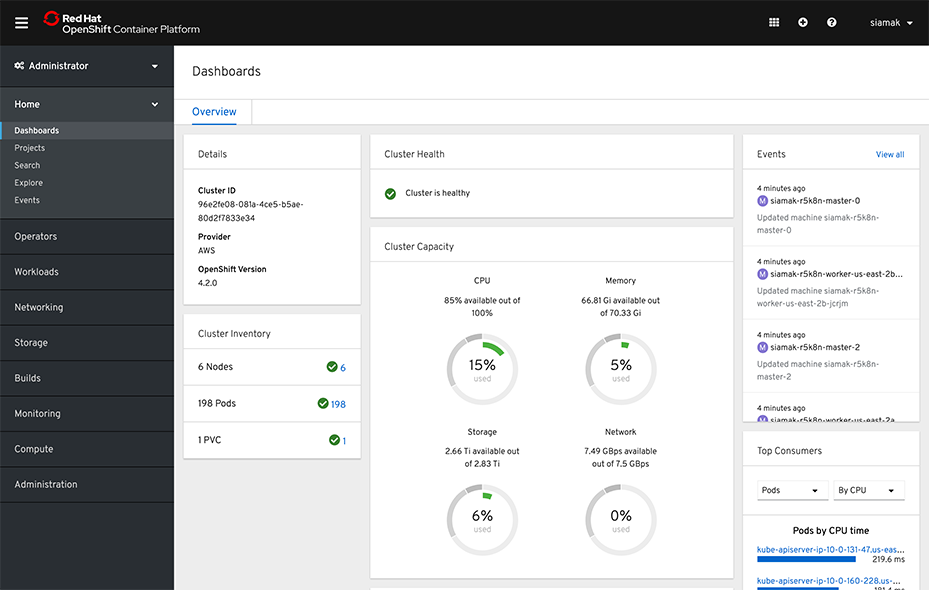 Red Hat
OpenShift Container Platform
siamak
Administrator
Home
Dashboards
Projects
Search
Explore
Events
Operators
Workloads
Networking
Storage
Builds
Monitoring
Compute
Administration
Dashboards
Overview
Details
Cluster ID
96e2fe08-081a-4ce5-b5ae-
80d2f7833e34
Provider
AWS
OpenShift Version
4.2.0
Cluster Inventory
6 Nodes
6
198 Pods
198
1 PVC
1
Cluster Health
Cluster is healthy
Cluster Capacity
CPU
85% available out of
100%
15%
used
Memory
66.81 Gi available out
of 70.33 Gi
5%
used
Storage
2.66 Ti available out
of 2.83 Ti
6%
used
Network
7.49 GBps available
out of 7.5 GBps
0%
used
Events
View all
4 minutes ago
M siamak-r5k8n-master-0
Updated machine siamak-r5k8n-
master-0
4 minutes ago
M siamak-r5k8n-worker-us-east-2b...
Updated machine siamak-r5k8n-
worker-us-east-2b-jcrjm
4 minutes ago
M siamak-r5k8n-master-2
Updated machine siamak-r5k8n-
master-2
4 minutes ago
M siamak-r5k8n-worker-us-east-2a...
Top Consumers
Pods
By CPU
Pods by CPU time
kube-apiserver-ip-10-0-131-47.us-eas...
219.6 ms
kube-apiserver-ip-10-0-160-228.us-...
181.4 ms